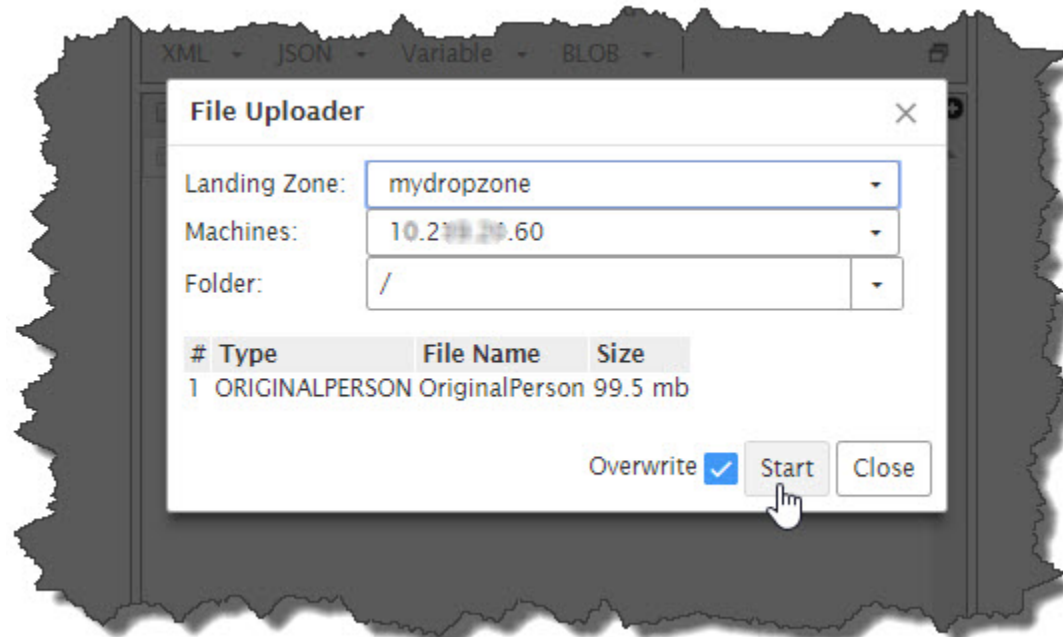 XML JSON Variable BLOB
File Uploader
Landing Zone: mydropzone
Machines: .60
Folder: /
# Type File Name Size
1 ORIGINALPERSON OriginalPerson 99.5 mb
Overwrite Start Close